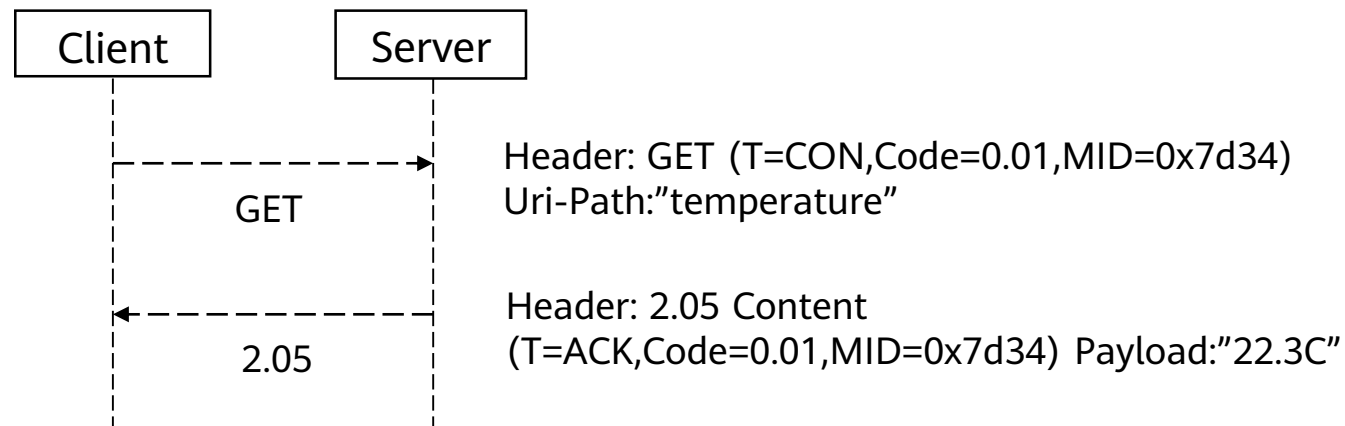 Client
Server
Header: GET (T=CON,Code=0.01,MID=0x7d34)
Uri-Path:”temperature”
GET
Header: 2.05 Content
(T=ACK,Code=0.01,MID=0x7d34) Payload:”22.3C”
2.05